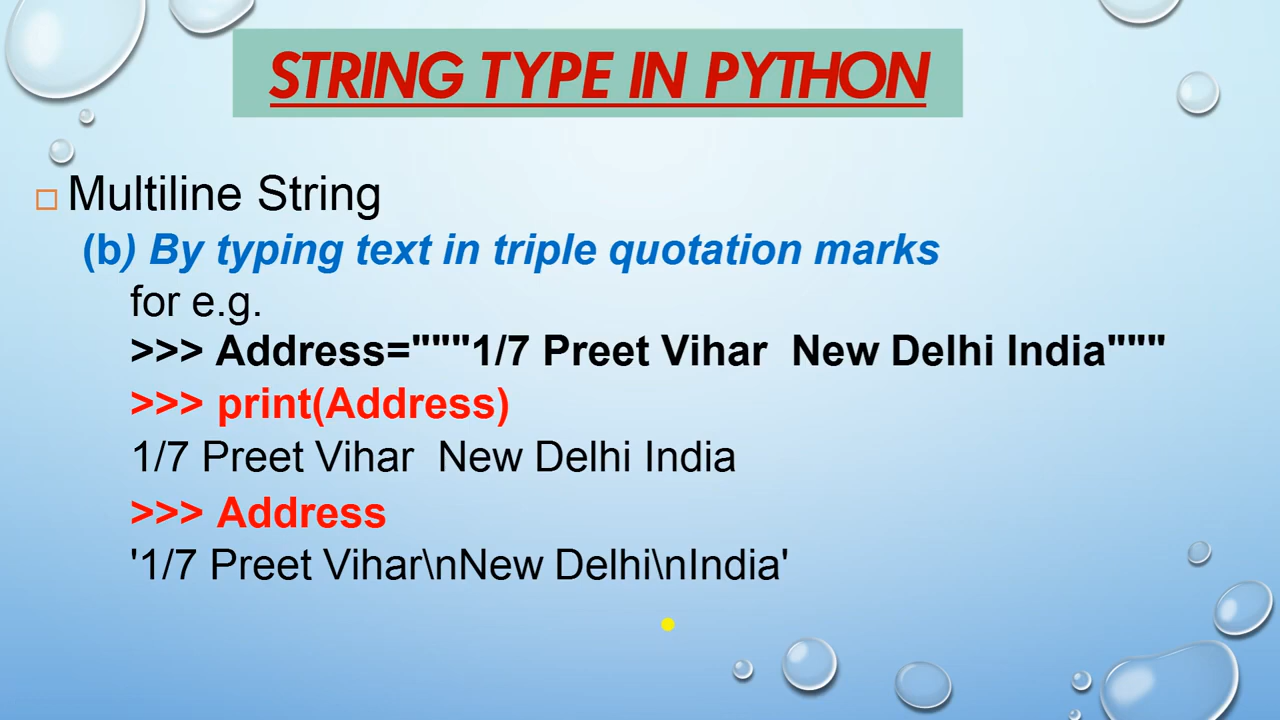 STRING TYPE IN PYTHON
Multiline String
(b) By typing text in triple quotation marks
for e.g.
>>> Address="""1/7 Preet Vihar  New Delhi India"""
>>> print(Address)
1/7 Preet Vihar  New Delhi India
>>> Address
'1/7 Preet Vihar\nNew Delhi\nIndia'